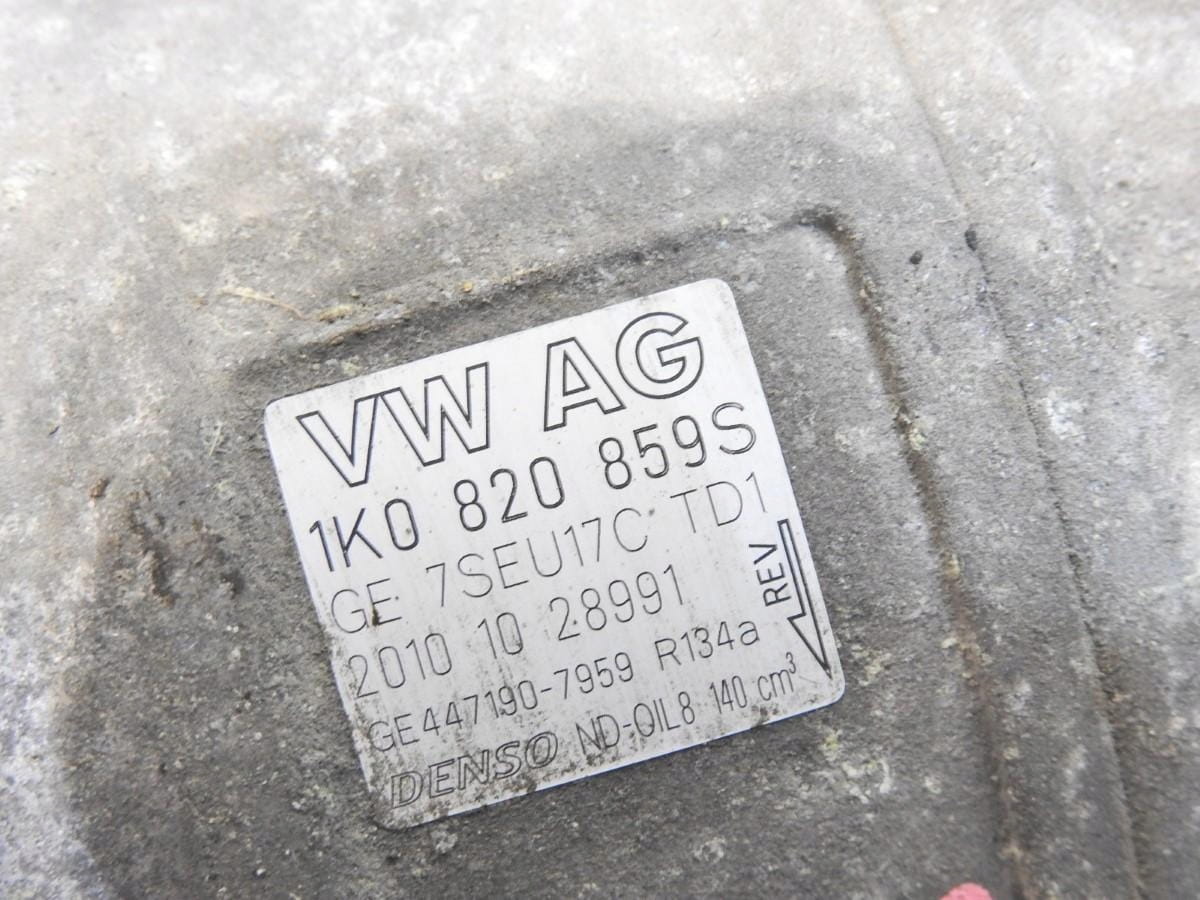 VW AG
1K0 820 859S
GE 7SEU17C TD1
2010 10 28991
REV
GE447190-7959 R134a
DENSO ND-OIL8 140 cm³